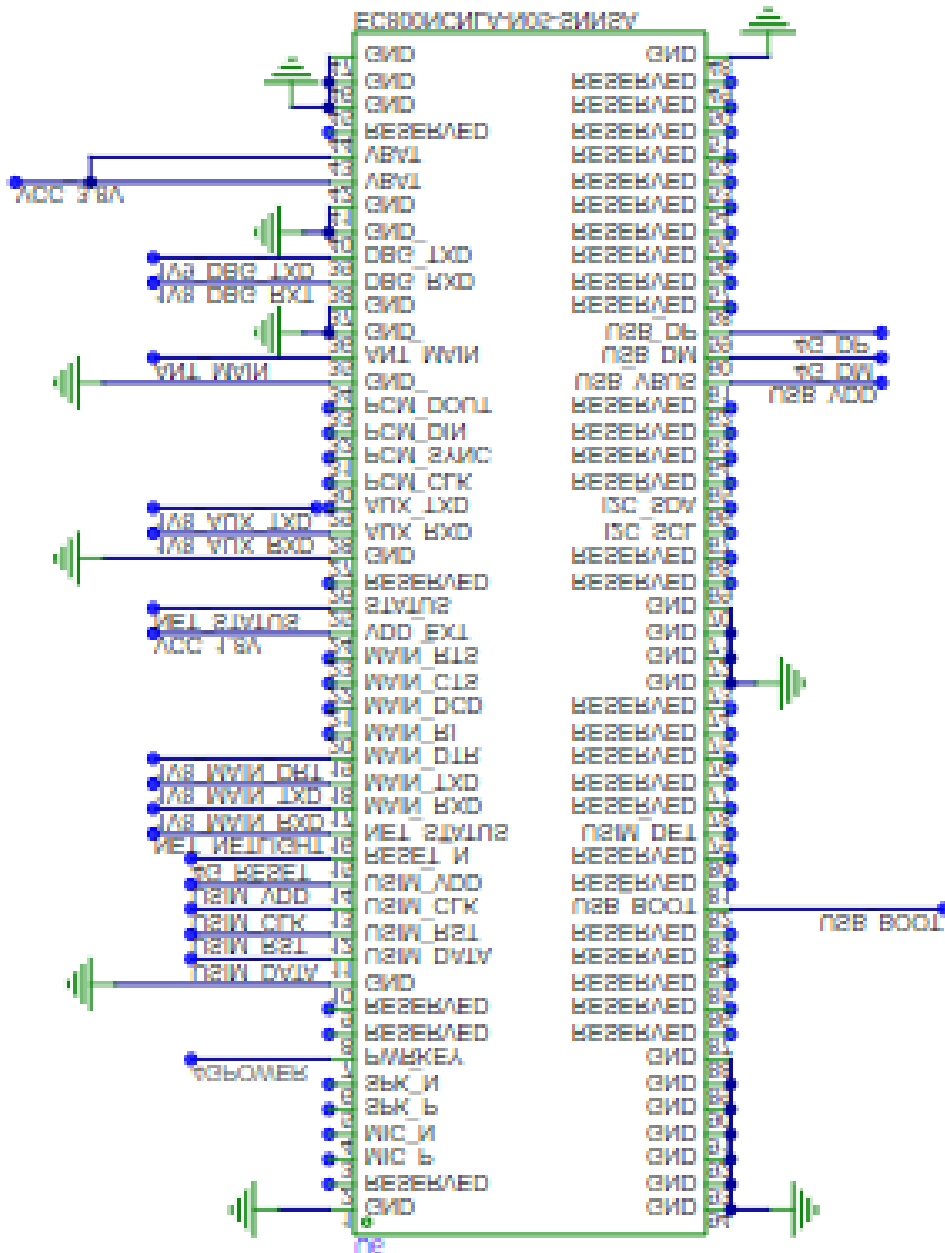 EC800NCNLA-N05-SNNSA
GND GND
GND RESERVED
GND RESERVED
RESERVED RESERVED
VBAT RESERVED
VBAT RESERVED
VCC_3.8V
GND RESERVED
GND RESERVED
DBG_TXD RESERVED
1V8_DBG_TXD
DBG_RXD RESERVED
1V8_DBG_RXT
GND RESERVED
GND USB_DP
4G_DP
ANT_MAIN USB_DM
ANT_MAIN 4G_DM
GND USB_VBUS
USB_VDD
PCM_DOUT RESERVED
PCM_DIN RESERVED
PCM_SYNC RESERVED
PCM_CLK RESERVED
AUX_TXD I2C_SDA
1V8_AUX_TXD
AUX_RXD I2C_SCL
1V8_AUX_RXD
GND RESERVED
RESERVED RESERVED
STATUS GND
NET_STATUS
VDD_EXT GND
VCC_1.8V
MAIN_RTS GND
MAIN_CTS GND
MAIN_DCD RESERVED
MAIN_RI RESERVED
MAIN_DTR RESERVED
1V8_MAIN_DRT
MAIN_TXD RESERVED
1V8_MAIN_TXD
MAIN_RXD RESERVED
1V8_MAIN_RXD
NET_STATUS USIM_DET
NET_NETLIGHT
RESET_N RESERVED
4G_RESET
USIM_VDD RESERVED
USIM_VDD
USIM_CLK USB_BOOT
USIM_CLK USB_BOOT
USIM_RST RESERVED
USIM_RST
USIM_DATA RESERVED
USIM_DATA
GND RESERVED
RESERVED RESERVED
RESERVED RESERVED
PWRKEY GND
4GPOWER
SPK_N GND
SPK_P GND
MIC_N GND
MIC_P GND
RESERVED GND
GND GND